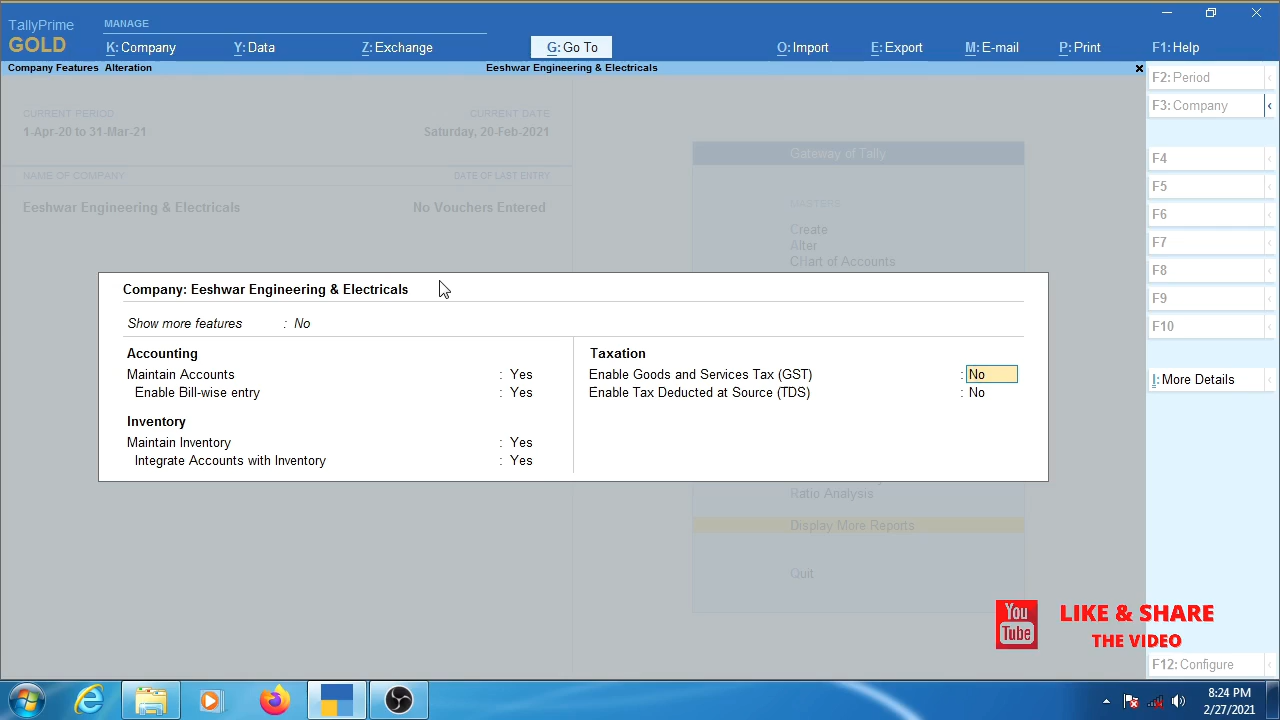 TallyPrime
GOLD
MANAGE
K: Company
Y: Data
Z: Exchange
G: Go To
O: Import
E: Export
M: E-mail
P: Print
F1: Help
Company Features Alteration
Eeshwar Engineering & Electricals
CURRENT PERIOD
CURRENT DATE
1-Apr-20 to 31-Mar-21
Saturday, 20-Feb-2021
NAME OF COMPANY
DATE OF LAST ENTRY
Eeshwar Engineering & Electricals
No Vouchers Entered
Gateway of Tally
MASTERS
Create
Alter
CHart of Accounts
Company: Eeshwar Engineering & Electricals
Show more features : No
Accounting
Maintain Accounts : Yes
Enable Bill-wise entry : Yes
Inventory
Maintain Inventory : Yes
Integrate Accounts with Inventory : Yes
Taxation
Enable Goods and Services Tax (GST) : No
Enable Tax Deducted at Source (TDS) : No
Ratio Analysis
Display More Reports
Quit
F2: Period
F3: Company
F4
F5
F6
F7
F8
F9
F10
I: More Details
F12: Configure
You
Tube
LIKE & SHARE
THE VIDEO
8:24 PM
2/27/2021